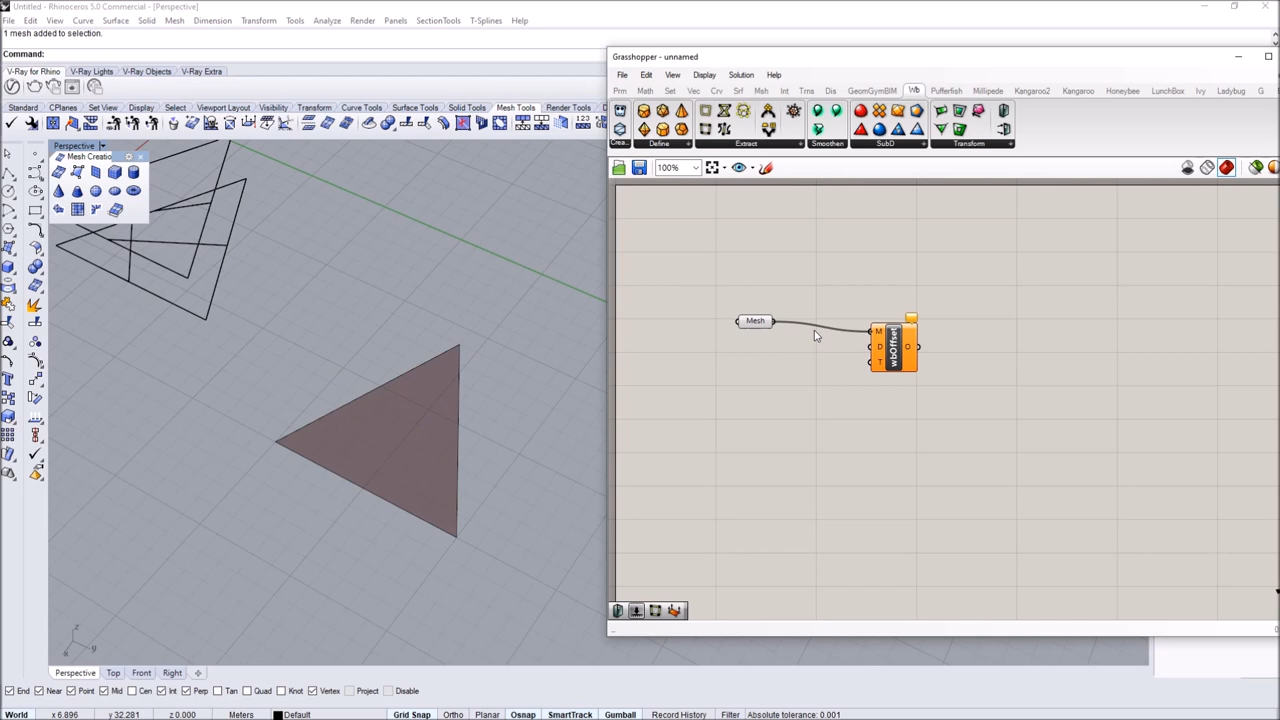 Untitled - Rhinoceros 5.0 Commercial - [Perspective]
File Edit View Curve Surface Solid Mesh Dimension Transform Tools Analyze Render Panels SectionTools T-Splines Help
1 mesh added to selection.
Command:
V-Ray for Rhino V-Ray Lights V-Ray Objects V-Ray Extra
Standard CPlanes Set View Display Select Viewport Layout Visibility Transform Curve Tools Surface Tools Solid Tools Mesh Tools Render Tools
Perspective
Mesh Creatio
Grasshopper - unnamed
File Edit View Display Solution Help
Prm Math Set Vec Crv Srf Msh Int Trns Dis GeomGymBIM Wb Pufferfish Millipede Kangaroo2 Kangaroo Honeybee LunchBox Ivy Ladybug G
Crea... Define Extract Smoothen SubD Transform
100%
Mesh
M
D
T
wbOffset
O
z
x
y
Perspective Top Front Right
End Near Point Mid Cen Int Perp Tan Quad Knot Vertex Project Disable
World x 6.896 y 32.281 z 0.000 Meters Default Grid Snap Ortho Planar Osnap SmartTrack Gumball Record History Filter Absolute tolerance: 0.001